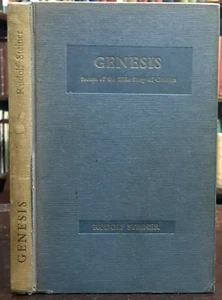 GENESIS
Secrets of the Bible Story of Creation
RUDOLF STEINER
Rudolf Steiner
GENESIS